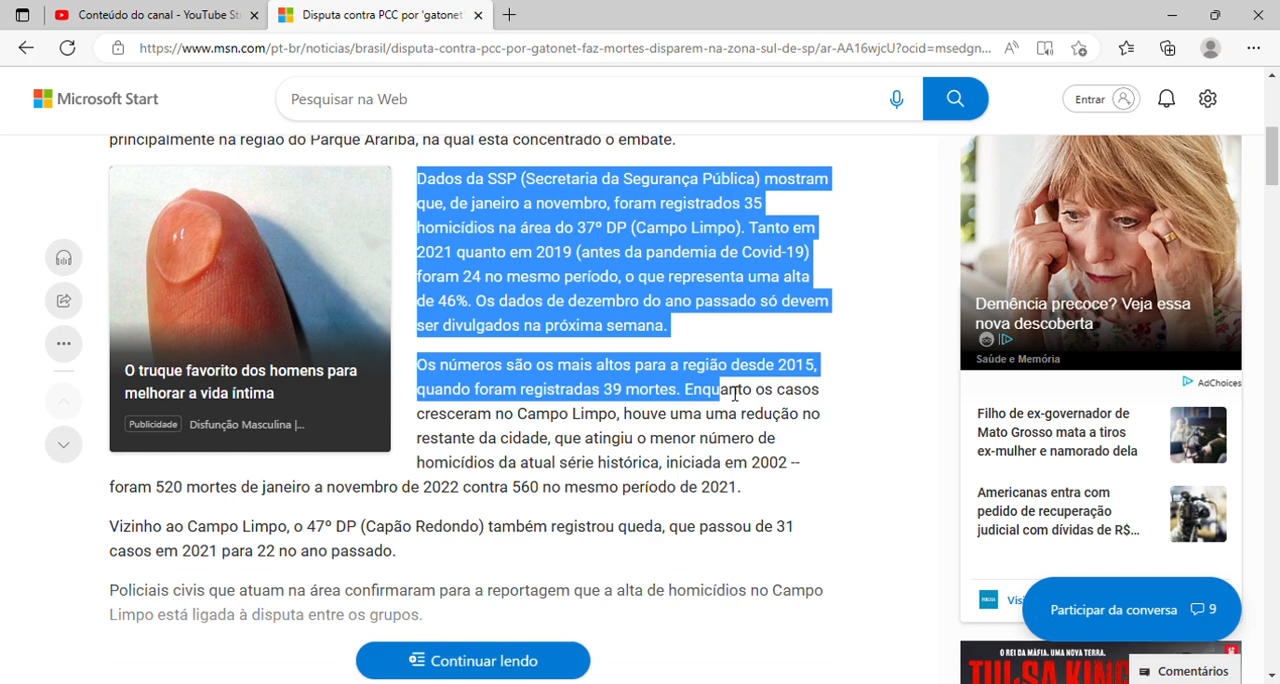 Conteúdo do canal - YouTube St
Disputa contra PCC por 'gatonet'
https://www.msn.com/pt-br/noticias/brasil/disputa-contra-pcc-por-gatonet-faz-mortes-disparem-na-zona-sul-de-sp/ar-AA16wjcU?ocid=msedgn...
Microsoft Start
Pesquisar na Web
Entrar
principalmente na região do Parque Arariba, na qual está concentrado o embate.
Dados da SSP (Secretaria da Segurança Pública) mostram
que, de janeiro a novembro, foram registrados 35
homicídios na área do 37º DP (Campo Limpo). Tanto em
2021 quanto em 2019 (antes da pandemia de Covid-19)
foram 24 no mesmo período, o que representa uma alta
de 46%. Os dados de dezembro do ano passado só devem
ser divulgados na próxima semana.
O truque favorito dos homens para
melhorar a vida íntima
Publicidade
Disfunção Masculina |...
Os números são os mais altos para a região desde 2015,
quando foram registradas 39 mortes. Enquanto os casos
cresceram no Campo Limpo, houve uma uma redução no
restante da cidade, que atingiu o menor número de
homicídios da atual série histórica, iniciada em 2002 --
foram 520 mortes de janeiro a novembro de 2022 contra 560 no mesmo período de 2021.
Vizinho ao Campo Limpo, o 47º DP (Capão Redondo) também registrou queda, que passou de 31
casos em 2021 para 22 no ano passado.
Policiais civis que atuam na área confirmaram para a reportagem que a alta de homicídios no Campo
Limpo está ligada à disputa entre os grupos.
Continuar lendo
Demência precoce? Veja essa
nova descoberta
Saúde e Memória
AdChoices
Filho de ex-governador de
Mato Grosso mata a tiros
ex-mulher e namorado dela
Americanas entra com
pedido de recuperação
judicial com dívidas de R$...
Visi
Participar da conversa 9
O REI DA MÁFIA. UMA NOVA TERRA.
TULSA KING
Comentários